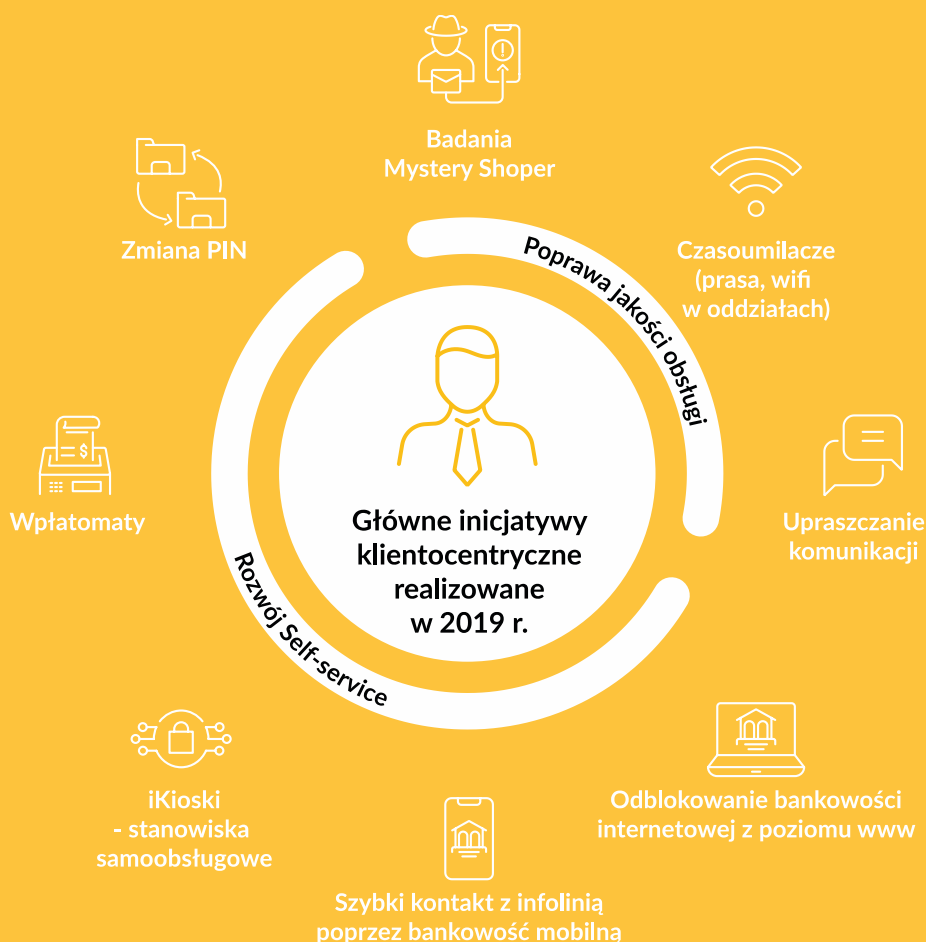 Badania
Mystery Shoper
Zmiana PIN
Czasoumilacze
(prasa, wifi
w oddziałach)
Poprawa jakości obsługi
Wpłatomaty
$
Upraszczanie
komunikacji
Główne inicjatywy
klientocentryczne
realizowane
w 2019 r.
Rozwój Self-service
iKioski
- stanowiska
samoobsługowe
Odblokowanie bankowości
internetowej z poziomu www
Szybki kontakt z infolinią
poprzez bankowość mobilną